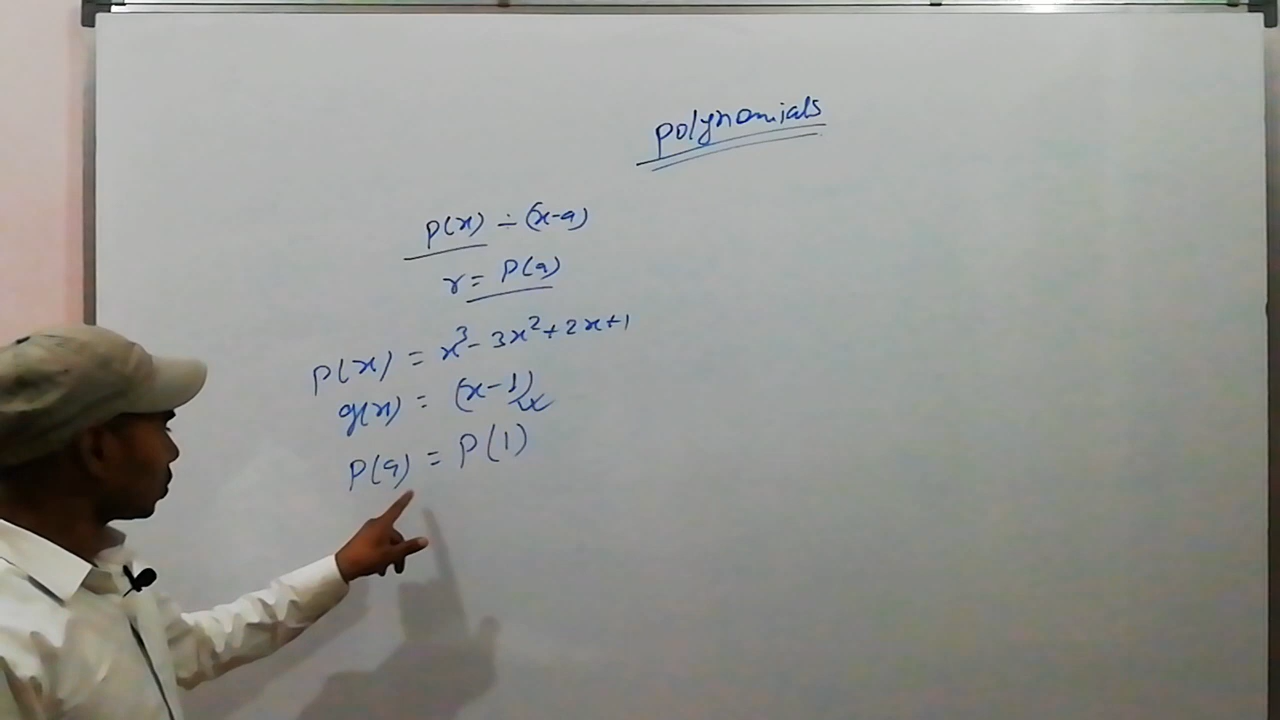 polynomials
p(x) ÷ (x-a)
r = p(a)
p(x) = x³ - 3x² + 2x + 1
g(x) = (x-1)
p(a) = p(1)